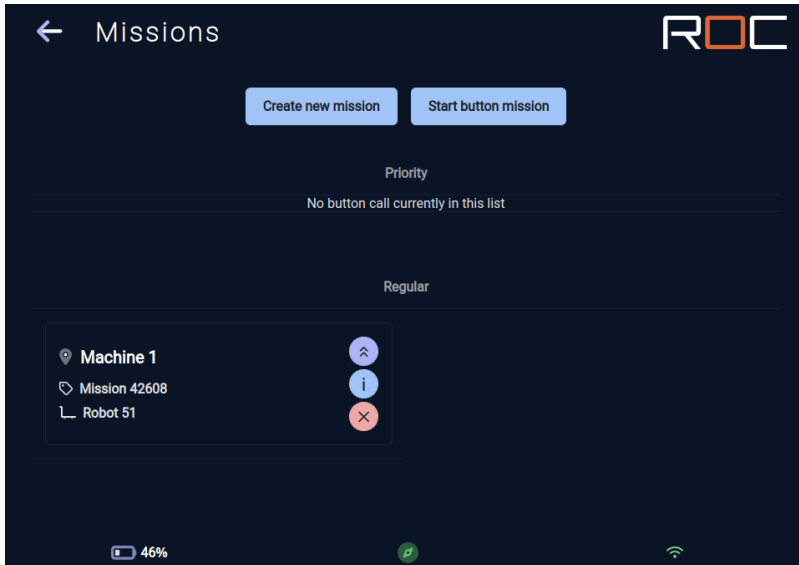 Missions
ROC
Create new mission
Start button mission
Priority
No button call currently in this list
Regular
Machine 1
Mission 42608
i
Robot 51
46%